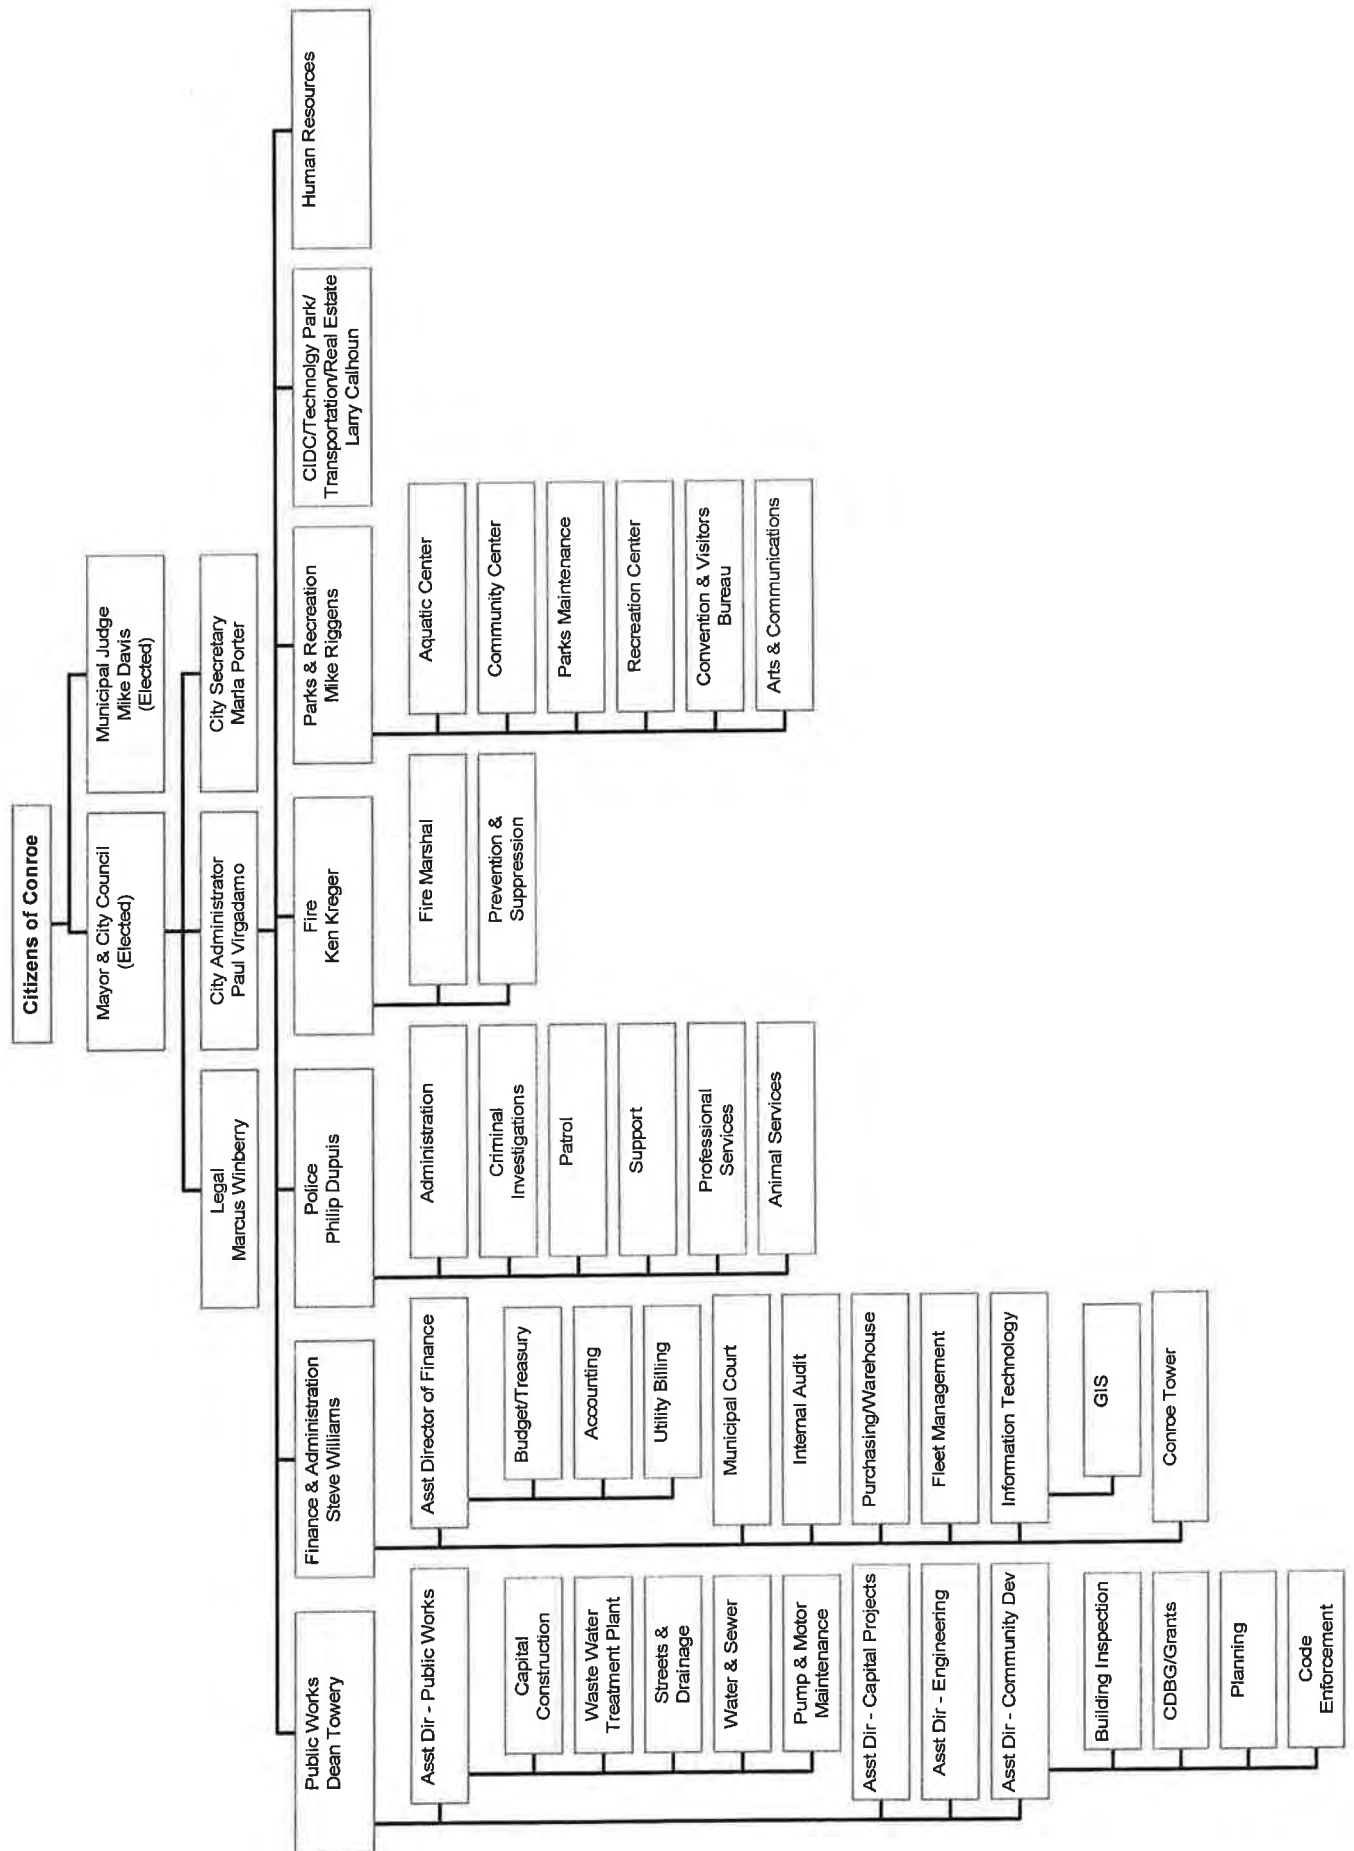 Citizens of Conroe
Mayor & City Council
(Elected)
Municipal Judge
Mike Davis
(Elected)
Legal
Marcus Winberry
City Administrator
Paul Virgadamo
City Secretary
Marla Porter
Public Works
Dean Towery
Finance & Administration
Steve Williams
Police
Philip Dupuis
Fire
Ken Kreger
Parks & Recreation
Mike Riggens
CIDC/Technolgy Park/
Transportation/Real Estate
Larry Calhoun
Human Resources
Asst Dir - Public Works
Capital
Construction
Waste Water
Treatment Plant
Streets &
Drainage
Water & Sewer
Pump & Motor
Maintenance
Asst Dir - Capital Projects
Asst Dir - Engineering
Asst Dir - Community Dev
Building Inspection
CDBG/Grants
Planning
Code
Enforcement
Asst Director of Finance
Budget/Treasury
Accounting
Utility Billing
Municipal Court
Internal Audit
Purchasing/Warehouse
Fleet Management
Information Technology
GIS
Conroe Tower
Administration
Criminal
Investigations
Patrol
Support
Professional
Services
Animal Services
Fire Marshal
Prevention &
Suppression
Aquatic Center
Community Center
Parks Maintenance
Recreation Center
Convention & Visitors
Bureau
Arts & Communications